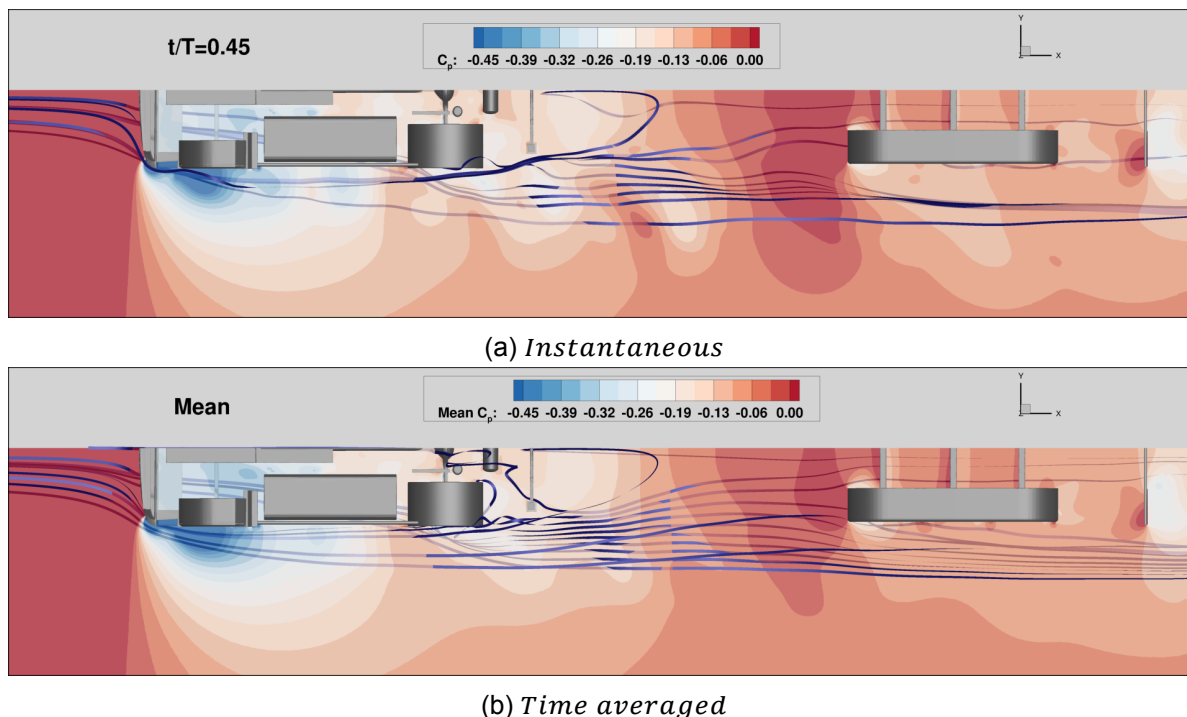 t/T=0.45
Cp: -0.45 -0.39 -0.32 -0.26 -0.19 -0.13 -0.06 0.00
Y
Z X
(a) Instantaneous
Mean
Mean Cp: -0.45 -0.39 -0.32 -0.26 -0.19 -0.13 -0.06 0.00
Y
Z X
(b) Time averaged